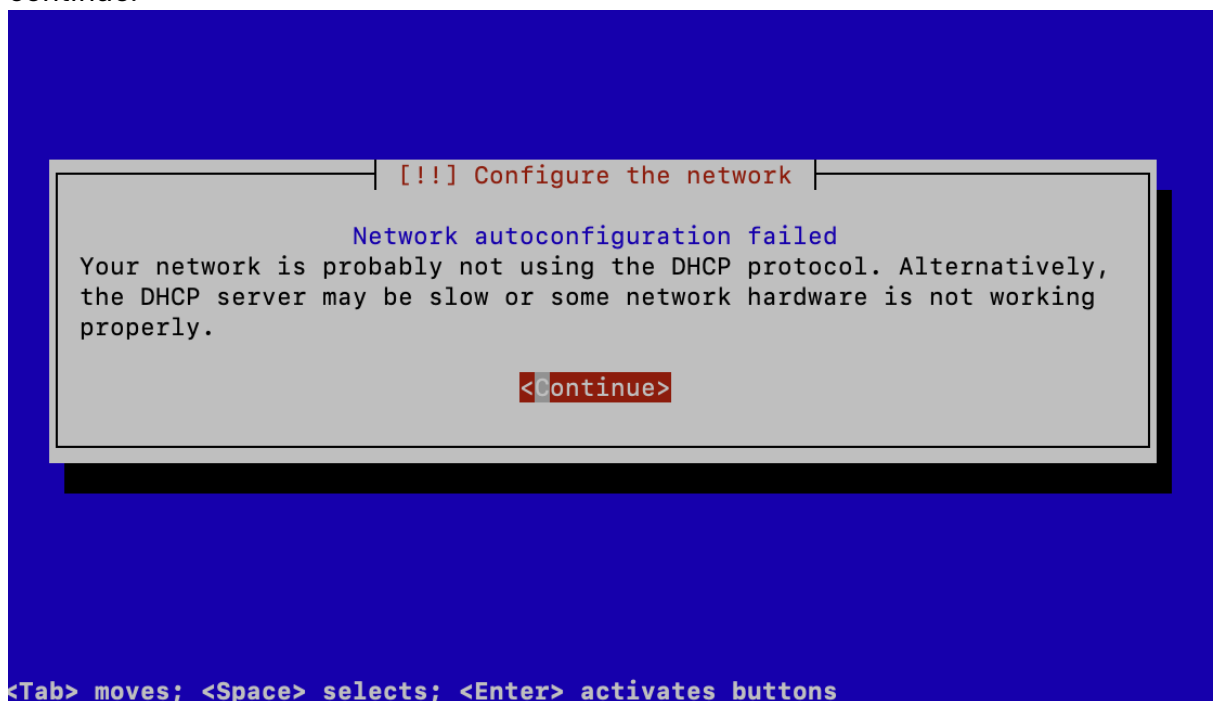 [!!] Configure the network
Network autoconfiguration failed
Your network is probably not using the DHCP protocol. Alternatively,
the DHCP server may be slow or some network hardware is not working
properly.
<Continue>
<Tab> moves; <Space> selects; <Enter> activates buttons